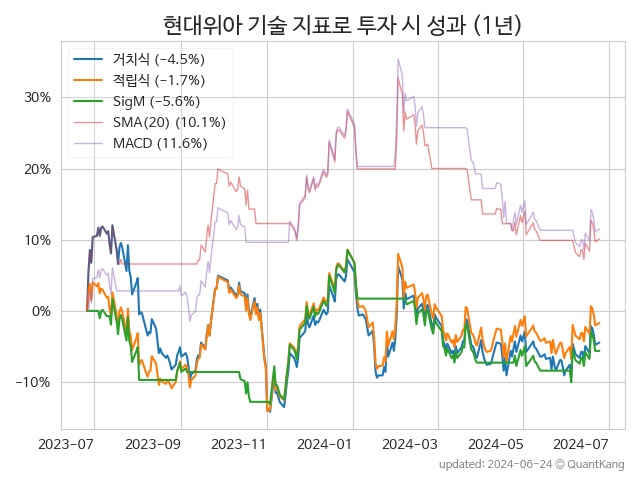 현대위아 기술 지표로 투자 시 성과 (1년)
거치식 (−4.5%)
적립식 (−1.7%)
SigM (−5.6%)
SMA(20) (10.1%)
MACD (11.6%)
30%
20%
10%
0%
−10%
2023-07 2023-09 2023-11 2024-01 2024-03 2024-05 2024-07
updated: 2024-06-24 ⓒ QuantKang